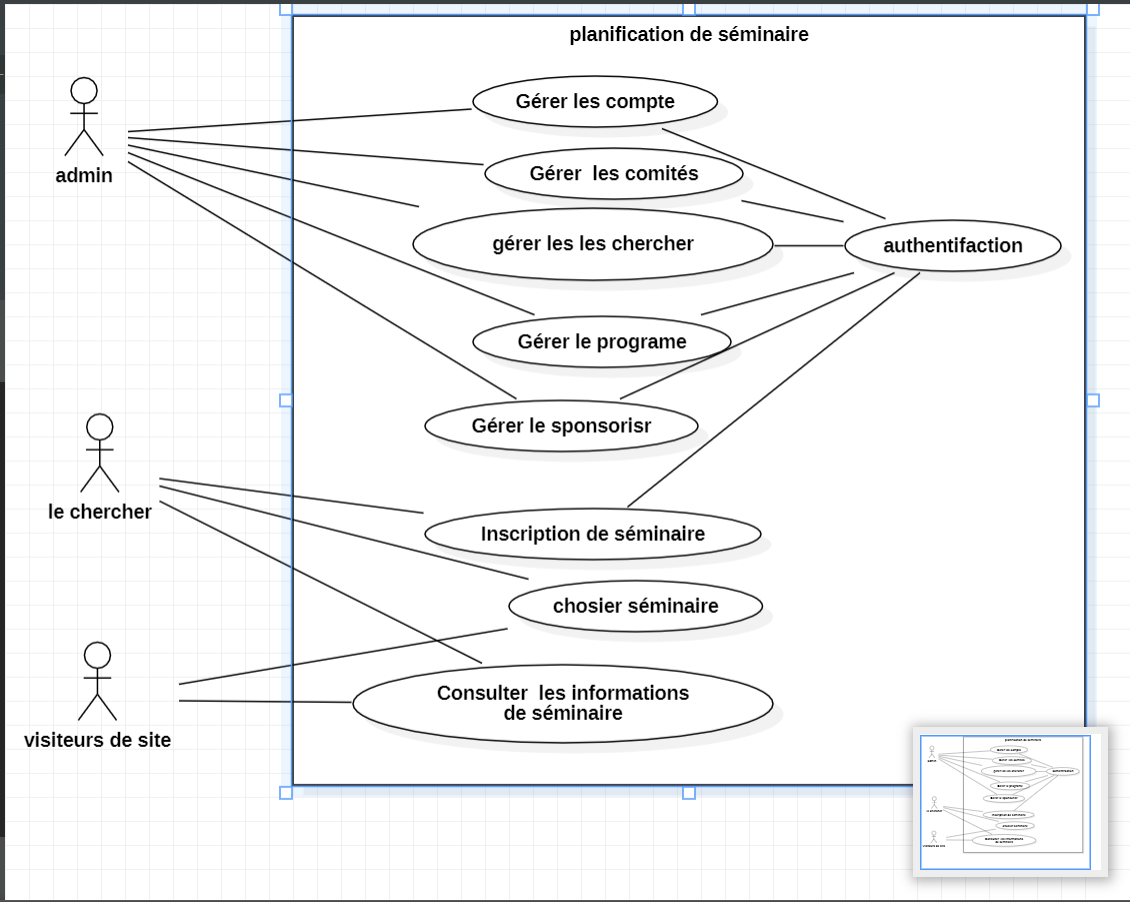 planification de séminaire
admin
Gérer les compte
Gérer les comités
gérer les les chercher
authentifaction
Gérer le programe
Gérer le sponsorisr
le chercher
Inscription de séminaire
chosier séminaire
visiteurs de site
Consulter les informations
de séminaire